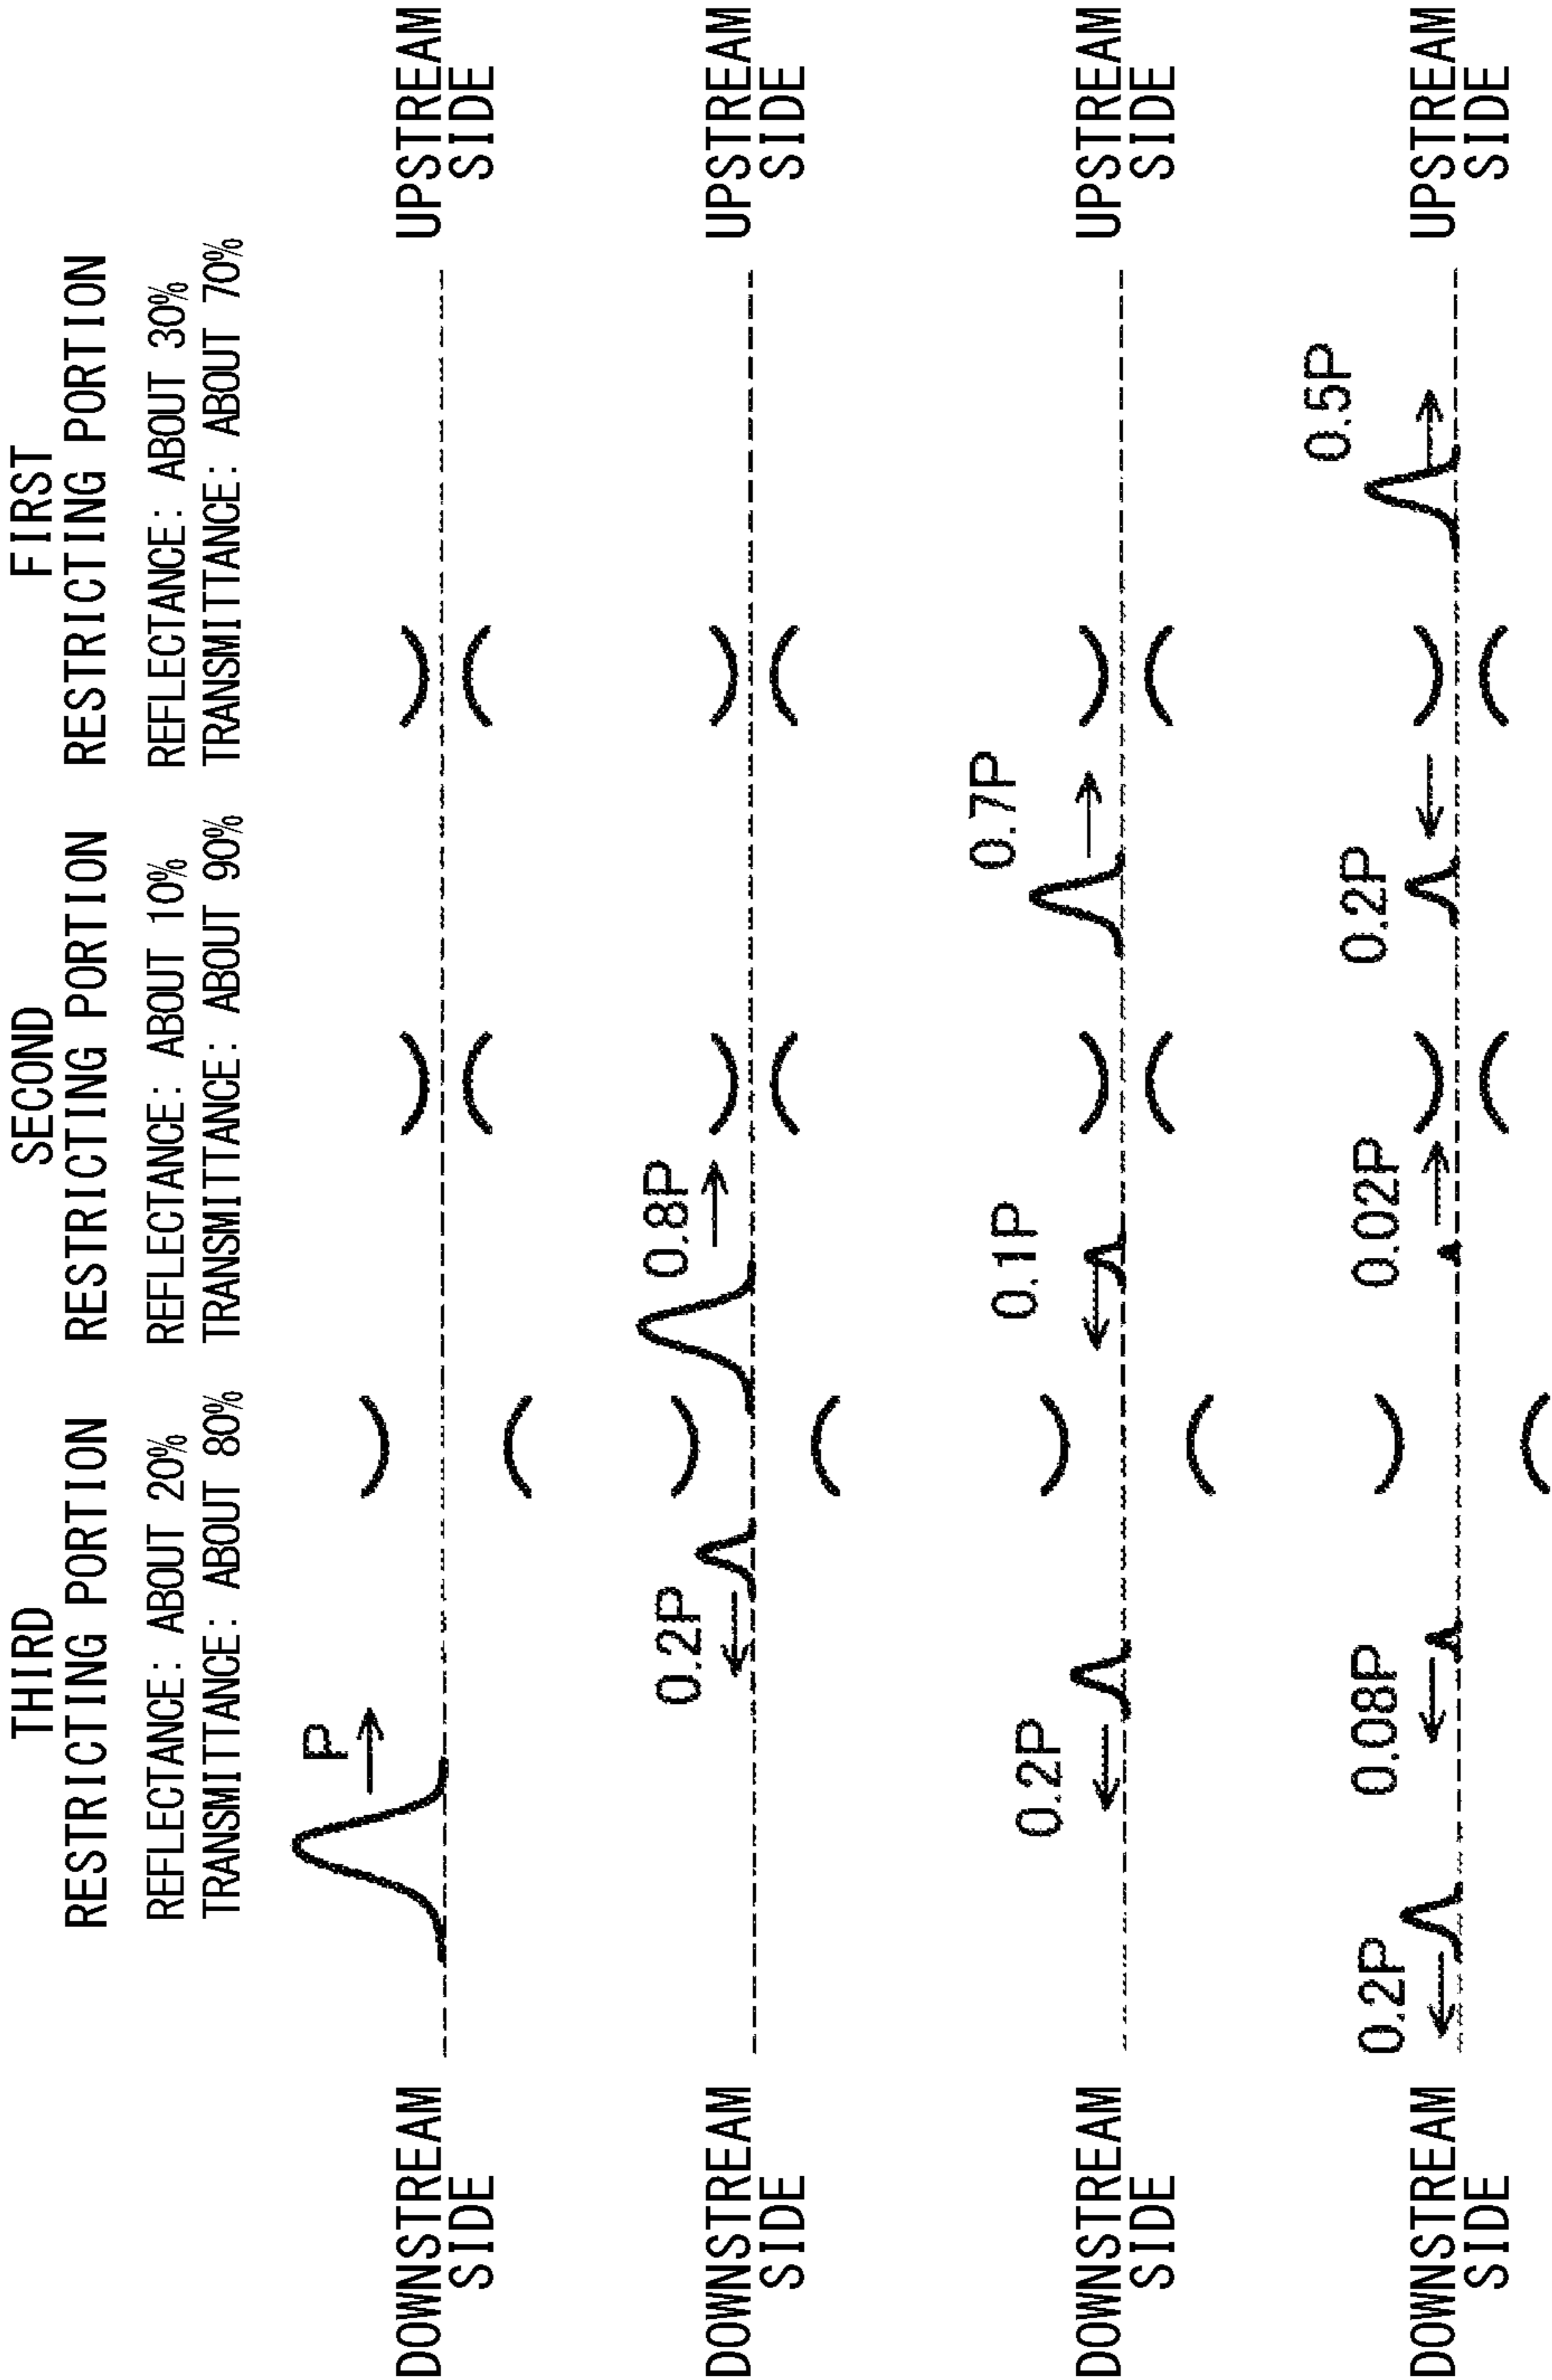 THIRD
RESTRICTING PORTION
REFLECTANCE: ABOUT 20%
TRANSMITTANCE: ABOUT 80%
SECOND
RESTRICTING PORTION
REFLECTANCE: ABOUT 10%
TRANSMITTANCE: ABOUT 90%
FIRST
RESTRICTING PORTION
REFLECTANCE: ABOUT 30%
TRANSMITTANCE: ABOUT 70%
DOWNSTREAM
SIDE
P
UPSTREAM
SIDE
DOWNSTREAM
SIDE
0.2P
0.8P
UPSTREAM
SIDE
DOWNSTREAM
SIDE
0.2P
0.1P
0.7P
UPSTREAM
SIDE
DOWNSTREAM
SIDE
0.2P
0.08P
0.02P
0.2P
0.5P
UPSTREAM
SIDE